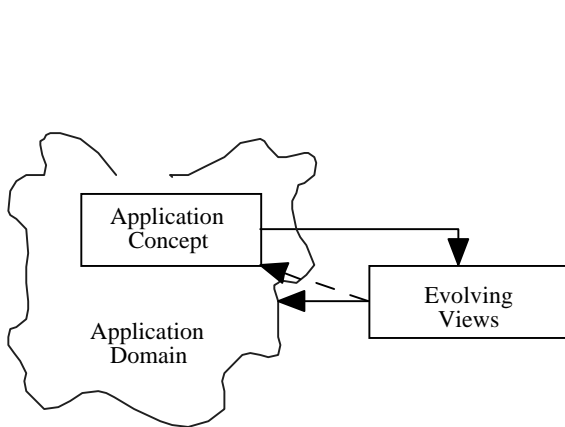 Application
Concept
Evolving
Views
Application
Domain